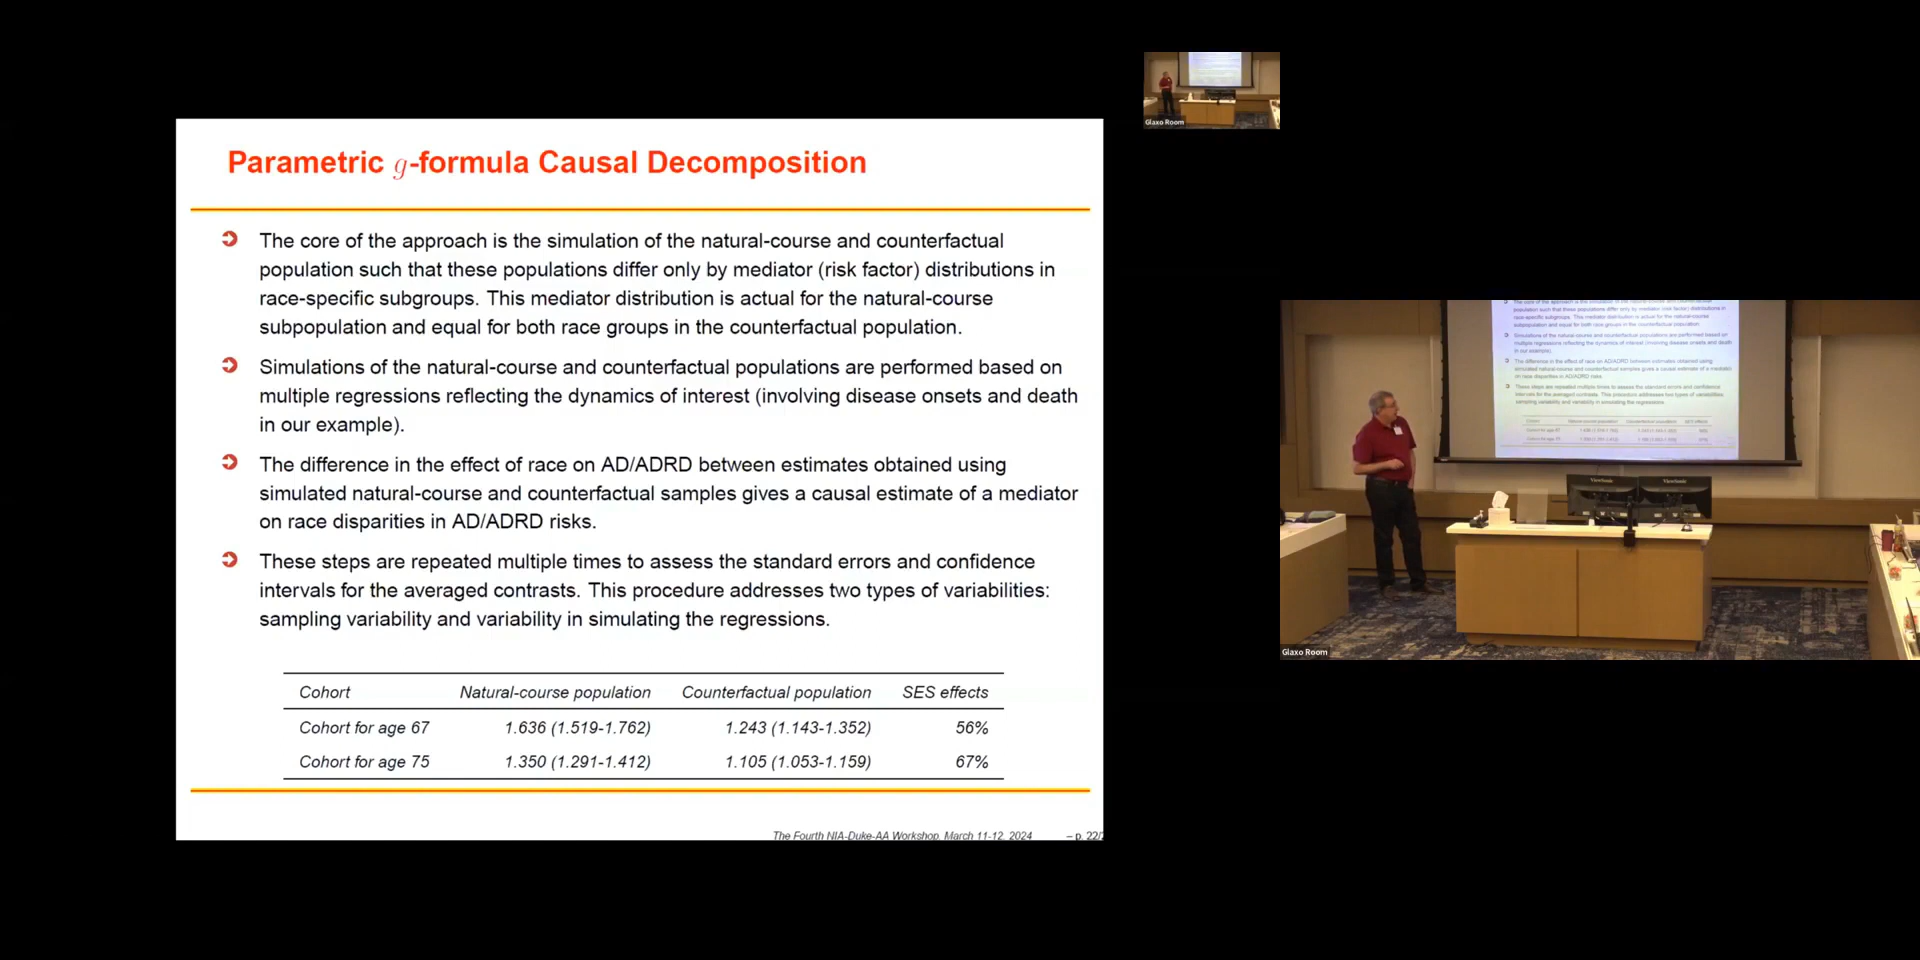 Parametric g-formula Causal Decomposition
The core of the approach is the simulation of the natural-course and counterfactual
population such that these populations differ only by mediator (risk factor) distributions in
race-specific subgroups. This mediator distribution is actual for the natural-course
subpopulation and equal for both race groups in the counterfactual population.
Simulations of the natural-course and counterfactual populations are performed based on
multiple regressions reflecting the dynamics of interest (involving disease onsets and death
in our example).
The difference in the effect of race on AD/ADRD between estimates obtained using
simulated natural-course and counterfactual samples gives a causal estimate of a mediator
on race disparities in AD/ADRD risks.
These steps are repeated multiple times to assess the standard errors and confidence
intervals for the averaged contrasts. This procedure addresses two types of variabilities:
sampling variability and variability in simulating the regressions.
Cohort Natural-course population Counterfactual population SES effects
Cohort for age 67 1.636 (1.519-1.762) 1.243 (1.143-1.352) 56%
Cohort for age 75 1.350 (1.291-1.412) 1.105 (1.053-1.159) 67%
The Fourth NIA-Duke-AA Workshop, March 11-12, 2024 – p. 22/
Glaxo Room
Glaxo Room